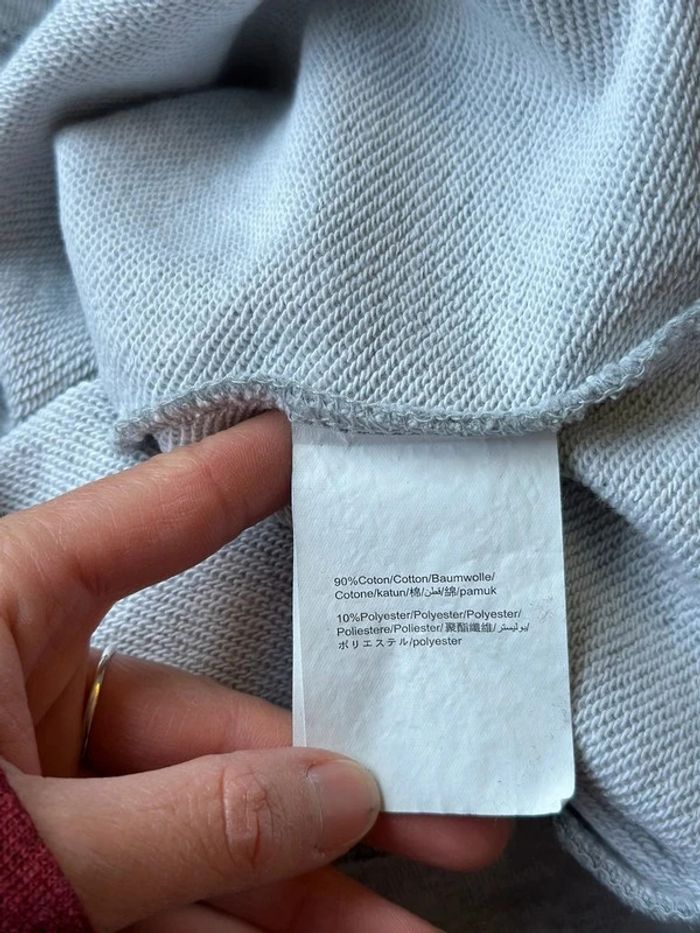 90%Coton/Cotton/Baumwolle/
Cotone/katun/棉/قطن/綿/pamuk
10%Polyester/Polyester/Polyester/
Poliestere/Poliester/聚酯纖維/بوليستر/
ポリエステル/polyester